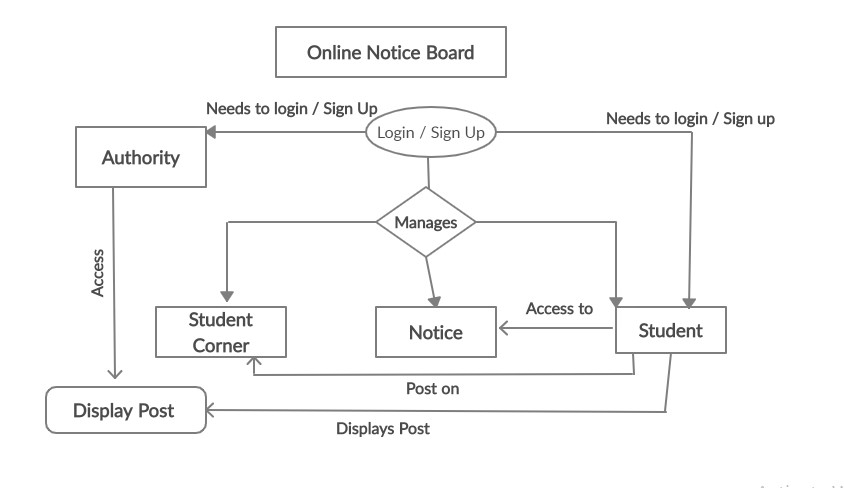 Online Notice Board
Needs to login / Sign Up
Needs to login / Sign up
Login / Sign Up
Authority
Manages
Access
Student
Corner
Notice
Access to
Student
Post on
Display Post
Displays Post